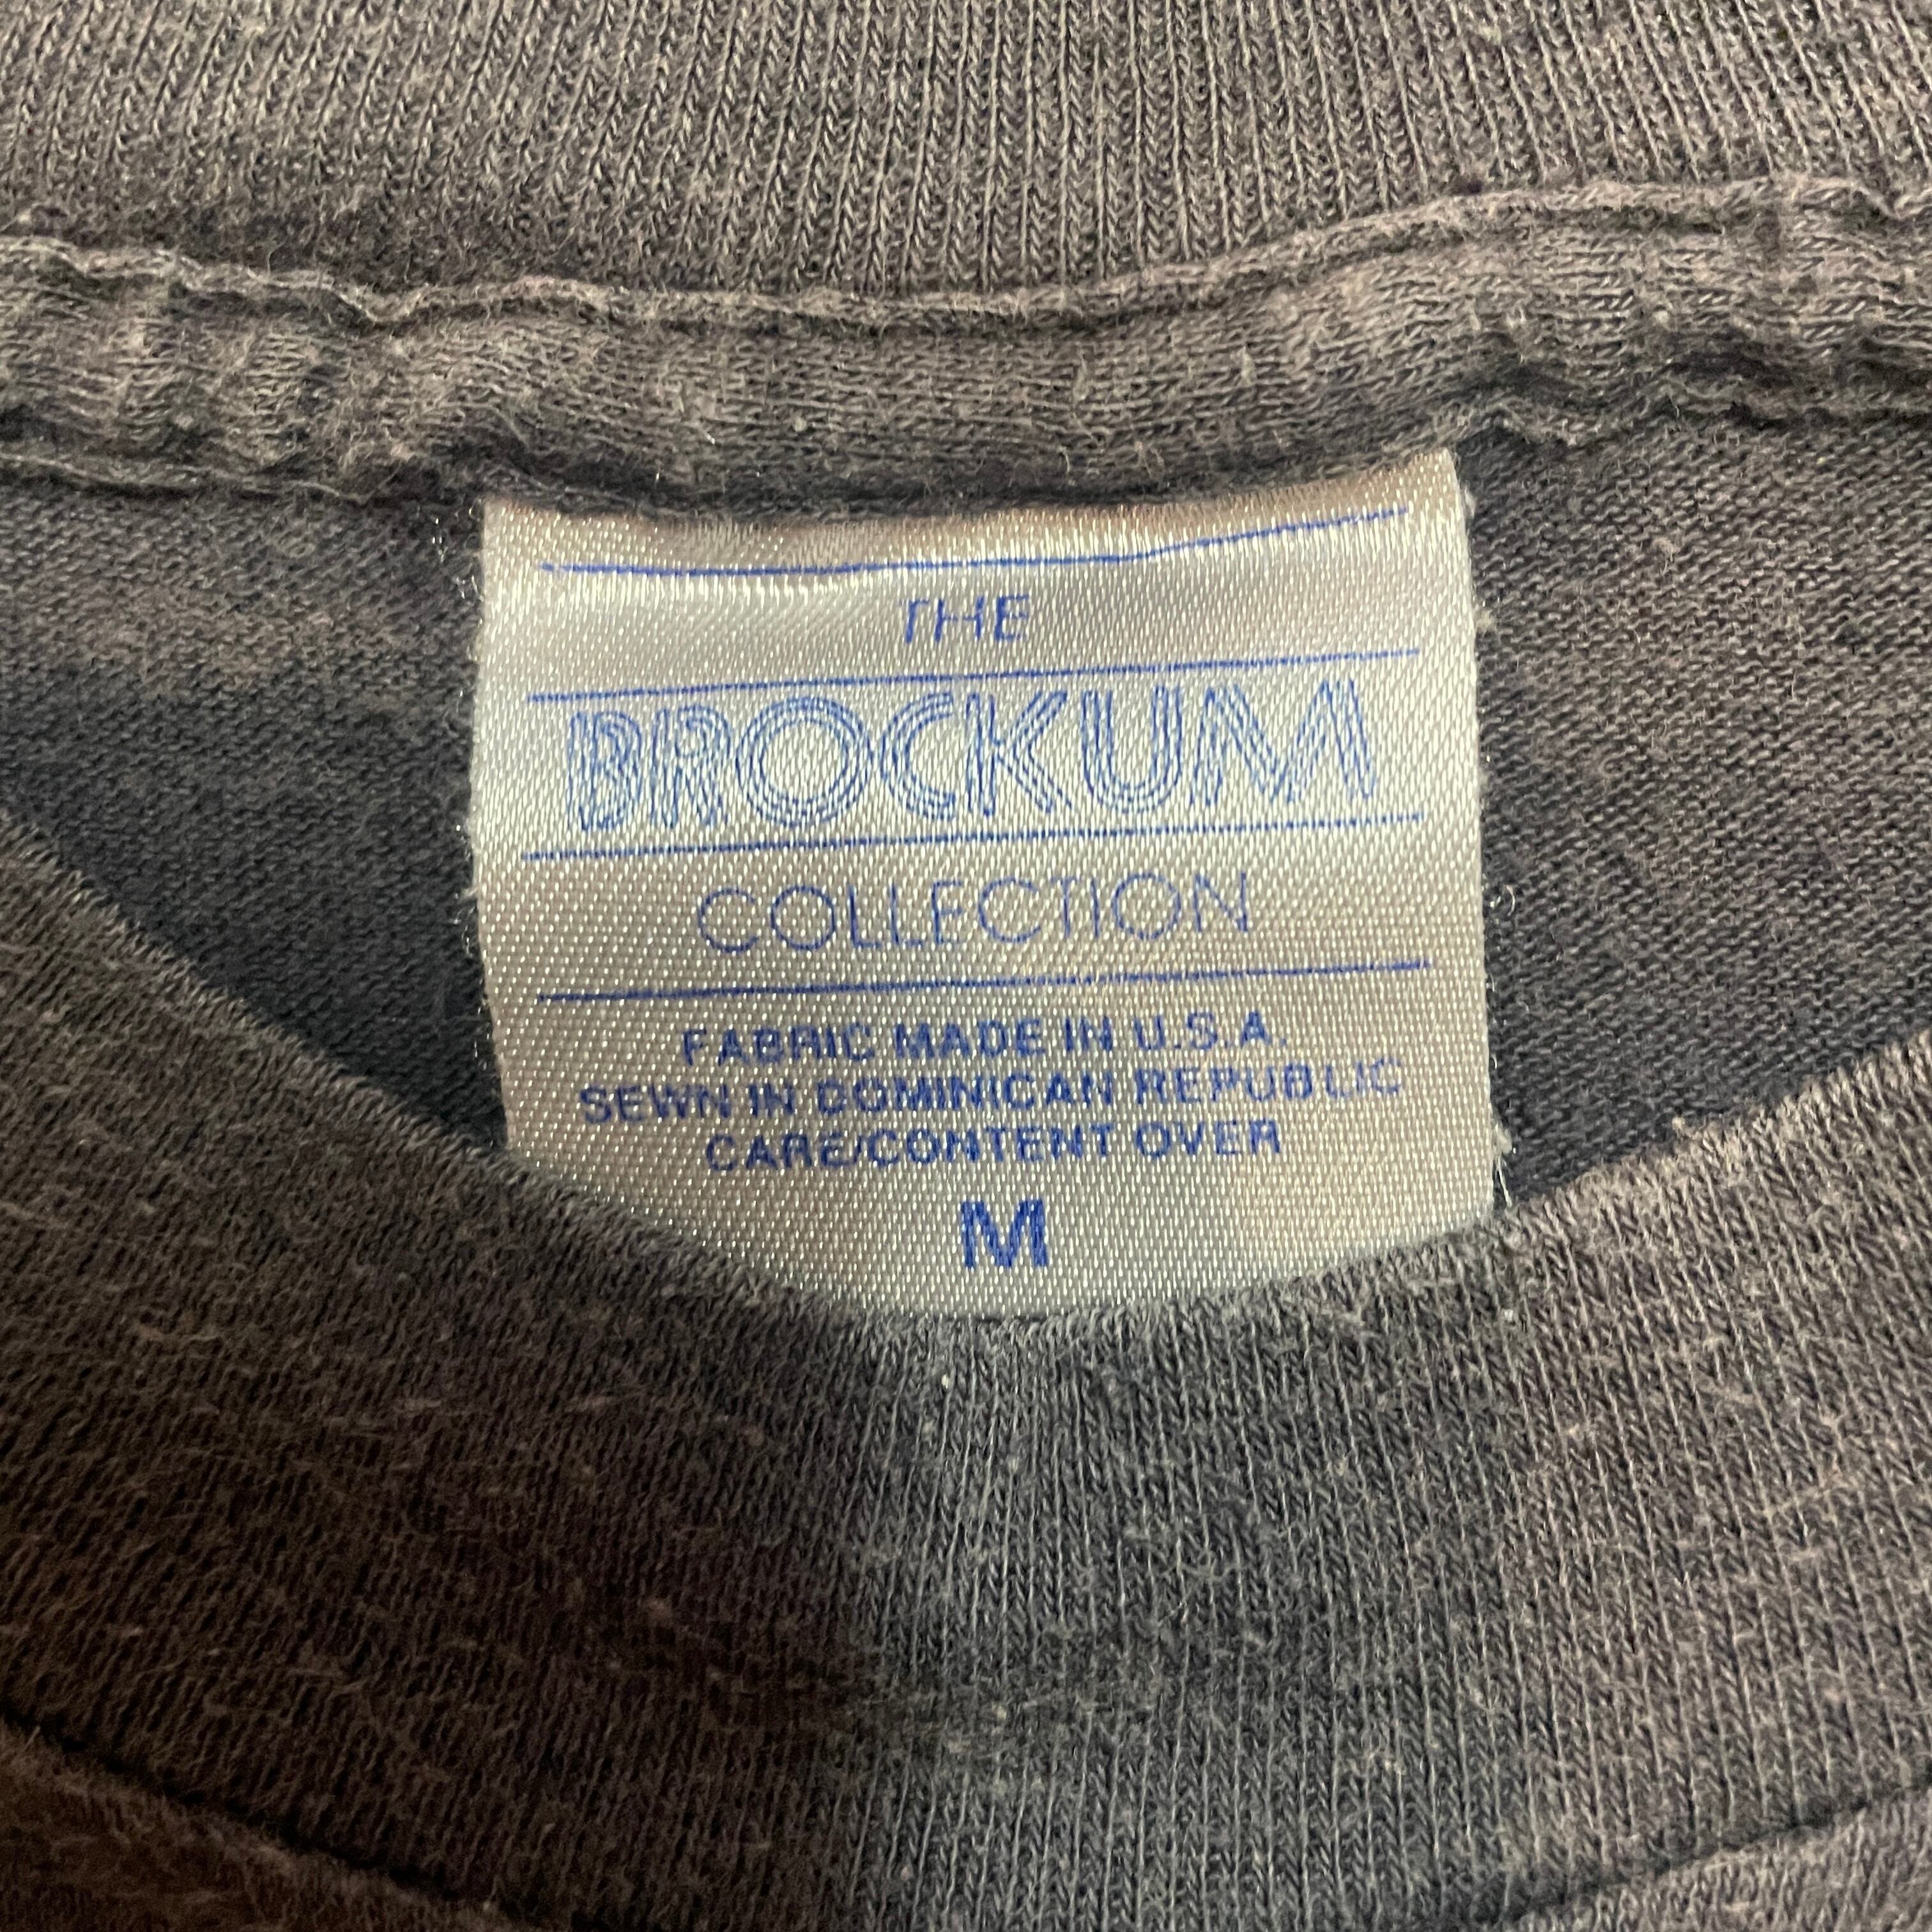 THE
BROCKUM
COLLECTION
FABRIC MADE IN U.S.A.
SEWN IN DOMINICAN REPUBLIC
CARE/CONTENT OVER
M